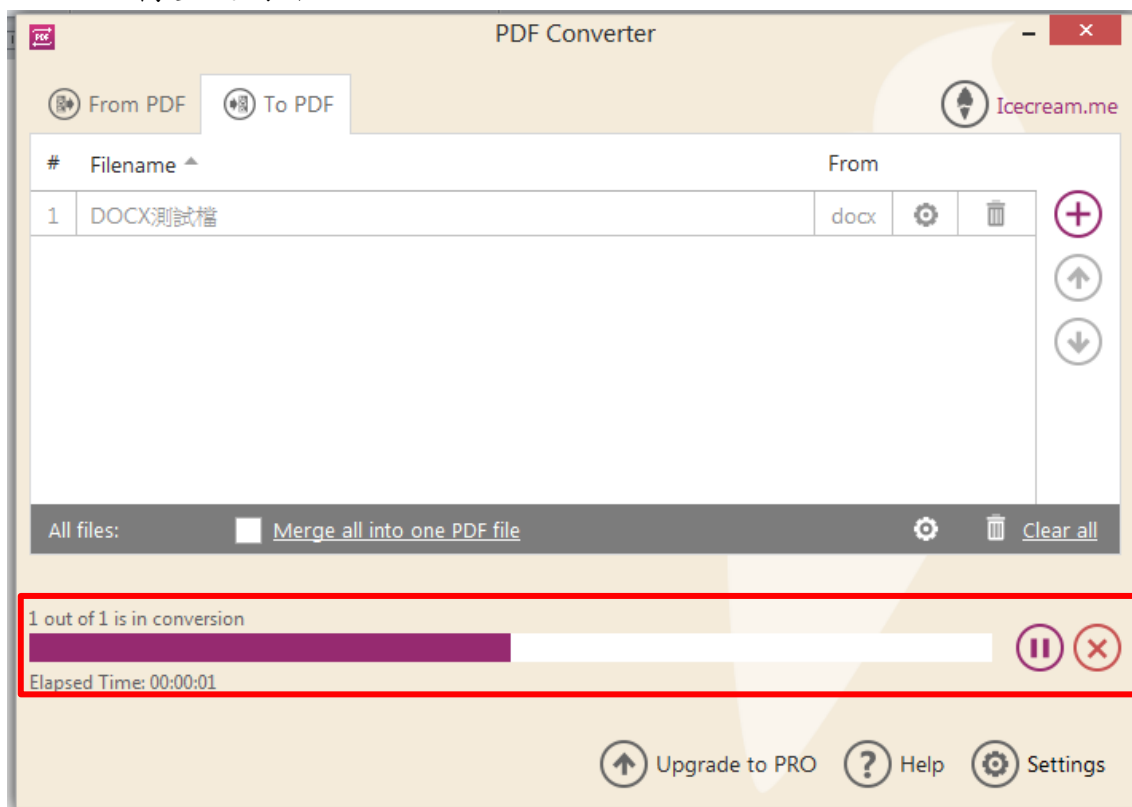 PDF Converter
From PDF To PDF Icecream.me
# Filename From
1 DOCX測試檔 docx
All files: Merge all into one PDF file Clear all
1 out of 1 is in conversion
Elapsed Time: 00:00:01
Upgrade to PRO ? Help Settings